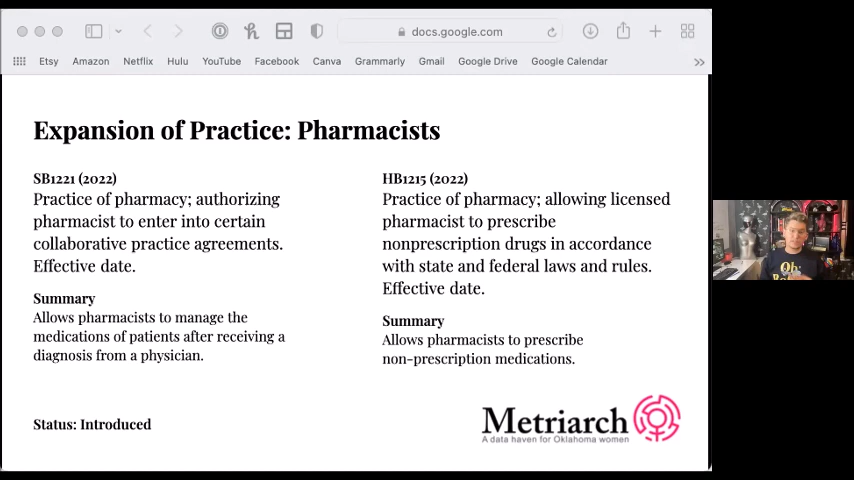 docs.google.com
Etsy Amazon Netflix Hulu YouTube Facebook Canva Grammarly Gmail Google Drive Google Calendar
Expansion of Practice: Pharmacists
SB1221 (2022)
Practice of pharmacy; authorizing
pharmacist to enter into certain
collaborative practice agreements.
Effective date.
Summary
Allows pharmacists to manage the
medications of patients after receiving a
diagnosis from a physician.
Status: Introduced
HB1215 (2022)
Practice of pharmacy; allowing licensed
pharmacist to prescribe
nonprescription drugs in accordance
with state and federal laws and rules.
Effective date.
Summary
Allows pharmacists to prescribe
non-prescription medications.
Metriarch
A data haven for Oklahoma women